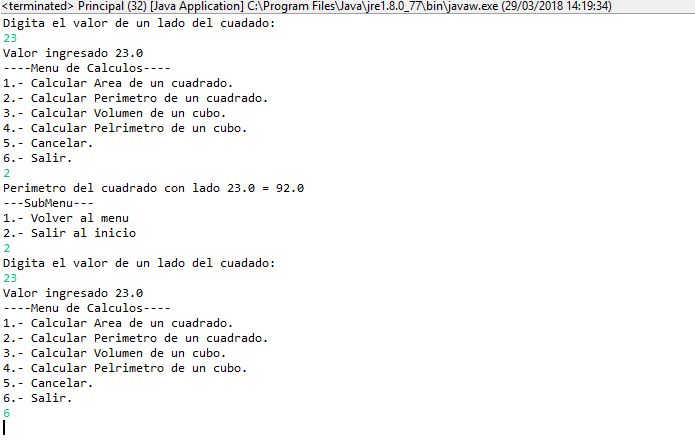 <terminated> Principal (32) [Java Application] C:\Program Files\Java\jre1.8.0_77\bin\javaw.exe (29/03/2018 14:19:34)
Digita el valor de un lado del cuadado:
23
Valor ingresado 23.0
----Menu de Calculos----
1.- Calcular Area de un cuadrado.
2.- Calcular Perimetro de un cuadrado.
3.- Calcular Volumen de un cubo.
4.- Calcular Pelrimetro de un cubo.
5.- Cancelar.
6.- Salir.
2
Perimetro del cuadrado con lado 23.0 = 92.0
---SubMenu---
1.- Volver al menu
2.- Salir al inicio
2
Digita el valor de un lado del cuadado:
23
Valor ingresado 23.0
----Menu de Calculos----
1.- Calcular Area de un cuadrado.
2.- Calcular Perimetro de un cuadrado.
3.- Calcular Volumen de un cubo.
4.- Calcular Pelrimetro de un cubo.
5.- Cancelar.
6.- Salir.
6